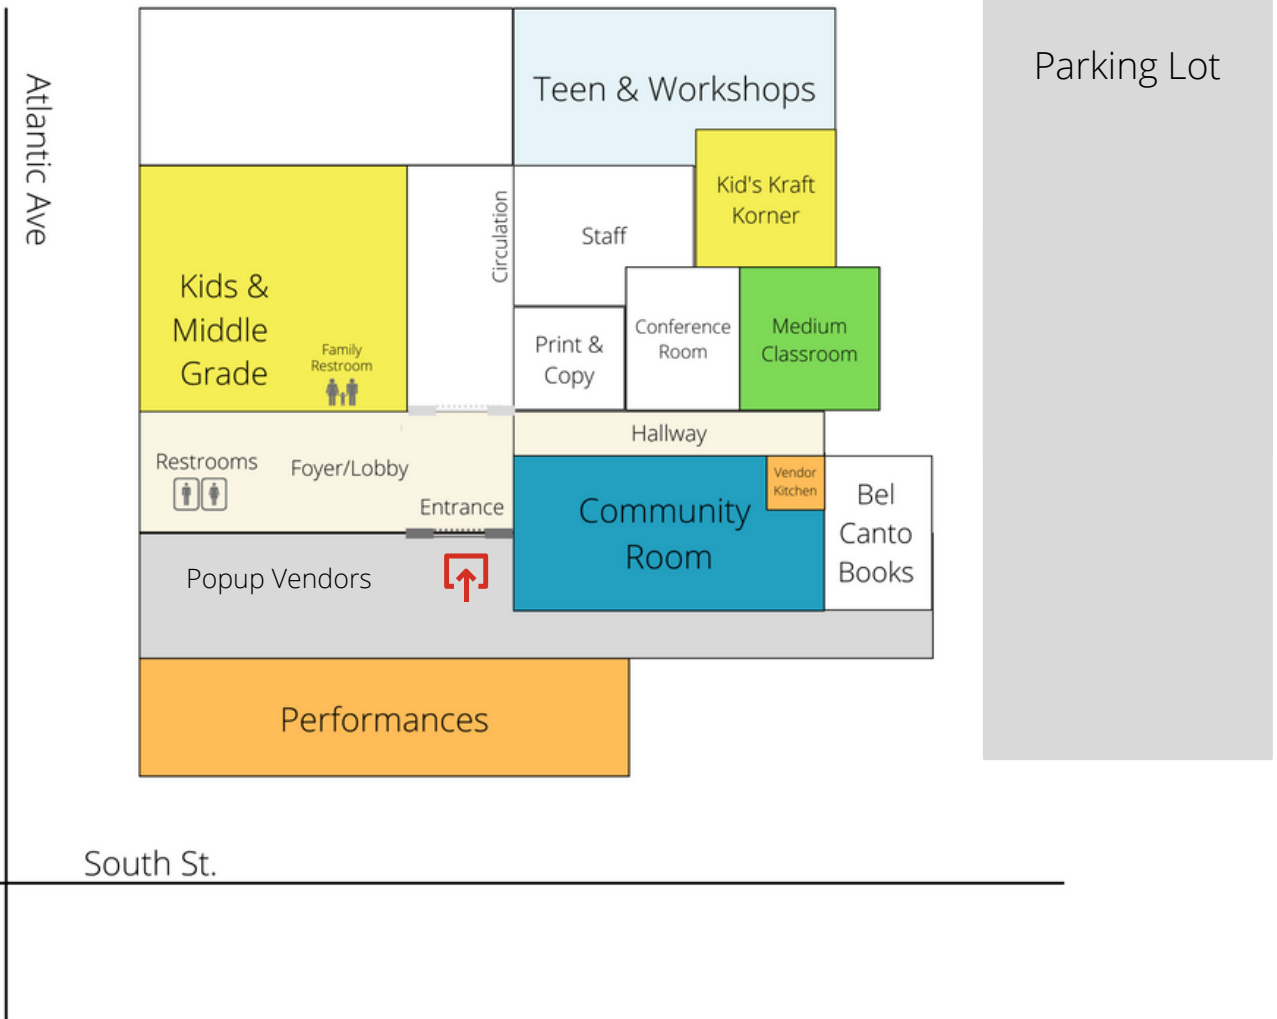 Parking Lot
Atlantic Ave
Teen & Workshops
Kid's Kraft
Korner
Circulation
Staff
Kids &
Middle
Grade
Family
Restroom
Print &
Copy
Conference
Room
Medium
Classroom
Hallway
Restrooms
Foyer/Lobby
Entrance
Vendor
Kitchen
Community
Room
Bel
Canto
Books
Popup Vendors
Performances
South St.